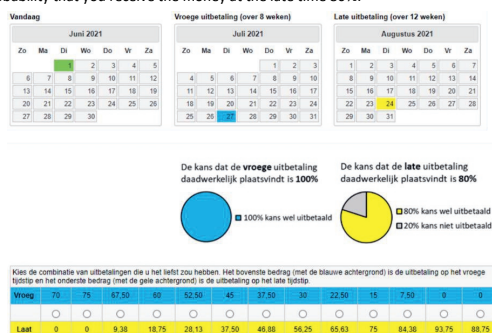 bability that you receive the money at the late time 80%.
Vandaag
Juni 2021
Zo Ma Di Wo Do Vr Za
1 2 3 4 5
6 7 8 9 10 11 12
13 14 15 16 17 18 19
20 21 22 23 24 25 26
27 28 29 30
Vroege uitbetaling (over 8 weken)
Juli 2021
Zo Ma Di Wo Do Vr Za
1 2 3
4 5 6 7 8 9 10
11 12 13 14 15 16 17
18 19 20 21 22 23 24
25 26 27 28 29 30 31
Late uitbetaling (over 12 weken)
Augustus 2021
Zo Ma Di Wo Do Vr Za
1 2 3 4 5 6 7
8 9 10 11 12 13 14
15 16 17 18 19 20 21
22 23 24 25 26 27 28
29 30 31
De kans dat de vroege uitbetaling
daadwerkelijk plaatsvindt is 100%
100% kans wel uitbetaald
De kans dat de late uitbetaling
daadwerkelijk plaatsvindt is 80%
80% kans wel uitbetaald
20% kans niet uitbetaald
Kies de combinatie van uitbetalingen die u het liefst zou hebben. Het bovenste bedrag (met de blauwe achtergrond) is de uitbetaling op het vroege
tijdstip en het onderste bedrag (met de gele achtergrond) is de uitbetaling op het late tijdstip.
Vroeg 70 75 67,50 60 52,50 45 37,50 30 22,50 15 7,50 0 0
Laat 0 0 9,38 18,75 28,13 37,50 46,88 56,25 65,63 75 84,38 93,75 88,75